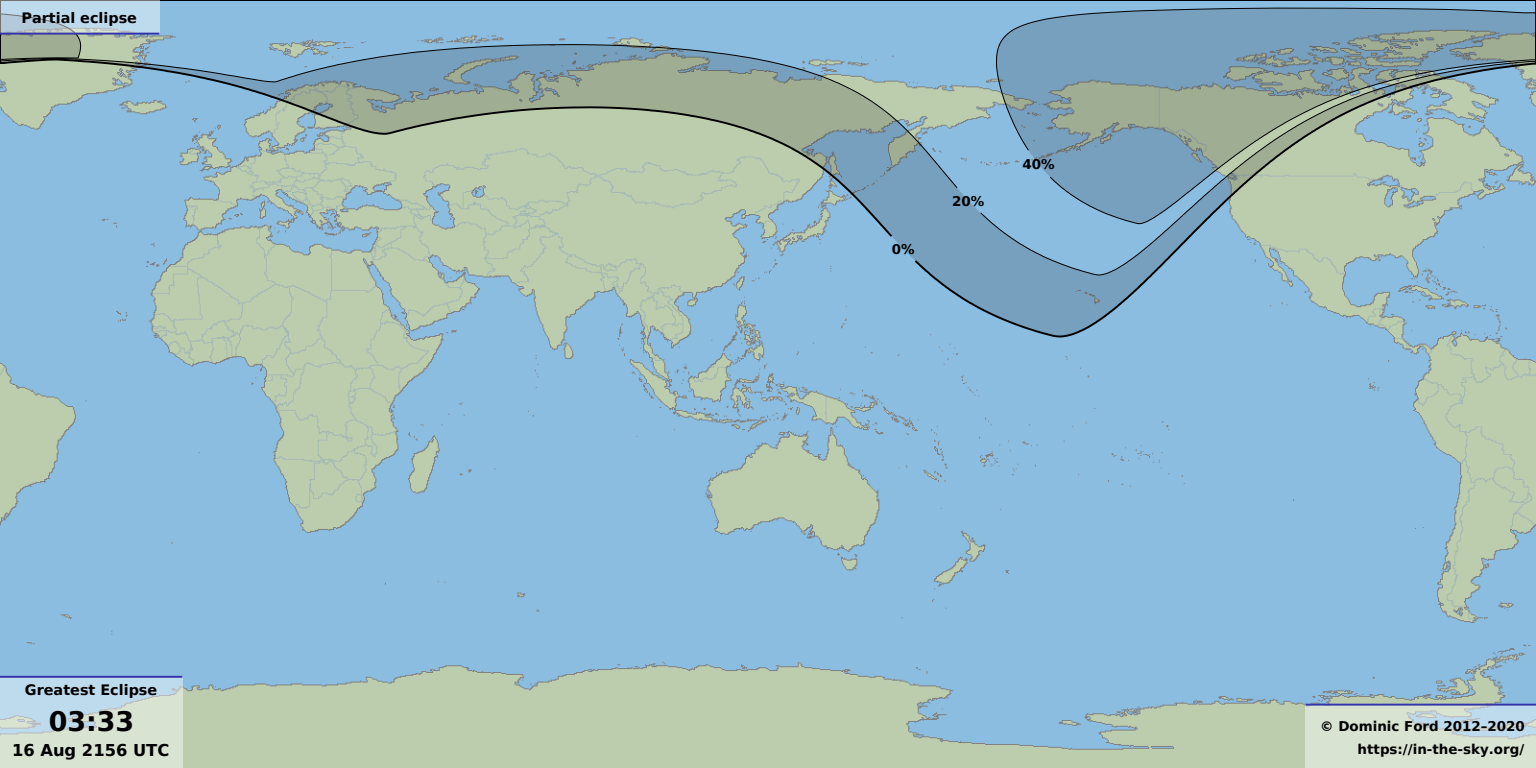 Partial eclipse
40%
20%
0%
Greatest Eclipse
03:33
16 Aug 2156 UTC
© Dominic Ford 2012–2020
https://in-the-sky.org/